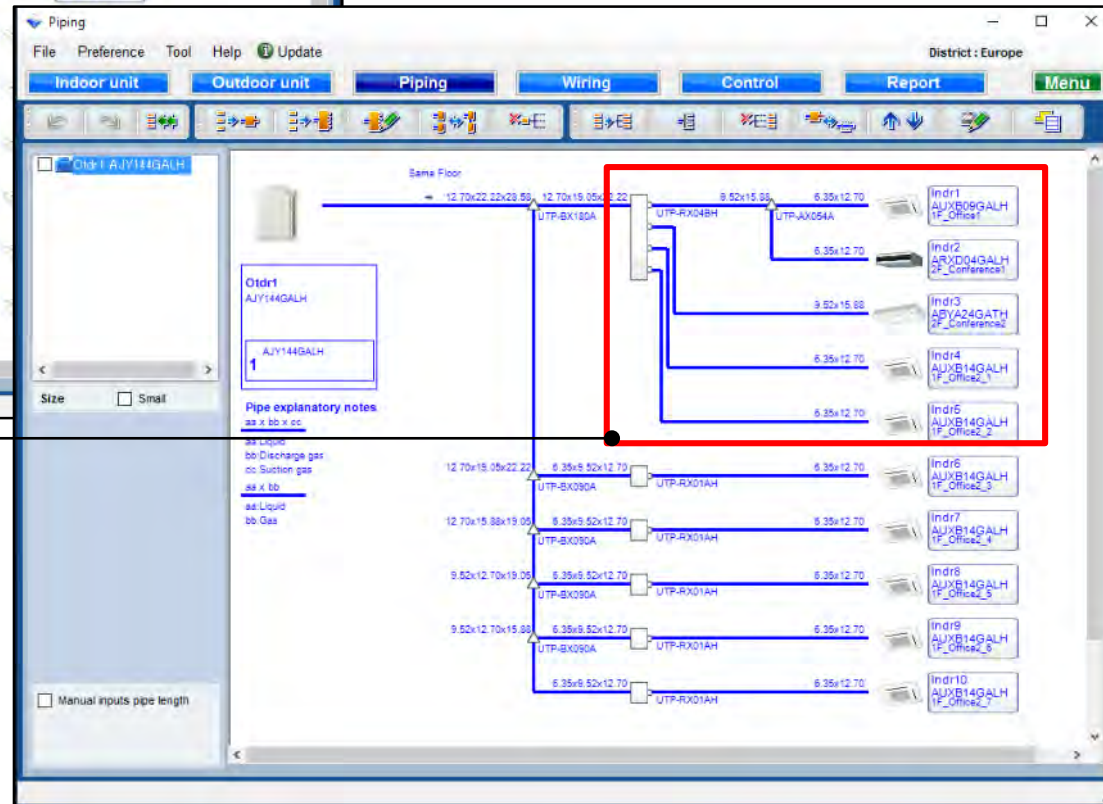 Piping
File Preference Tool Help Update District : Europe
Indoor unit Outdoor unit Piping Wiring Control Report Menu
Otdr1 AJY144GALH
Size Small
Manual inputs pipe length
Same Floor
12.70x22.22x28.58 12.70x19.05x22.22 9.52x15.88 6.35x12.70
UTP-BX180A UTP-RX04BH UTP-AX054A
Indr1
AUXB09GALH
1F_Office1
6.35x12.70
Indr2
ARXD04GALH
2F_Conference1
9.52x15.88
Indr3
ABYA24GATH
2F_Conference2
6.35x12.70
Indr4
AUXB14GALH
1F_Office2_1
6.35x12.70
Indr5
AUXB14GALH
1F_Office2_2
Otdr1
AJY144GALH
AJY144GALH
1
Pipe explanatory notes
aa x bb x cc
aa:Liquid
bb:Discharge gas
cc:Suction gas
aa x bb
aa:Liquid
bb:Gas
12.70x19.05x22.22 6.35x9.52x12.70 6.35x12.70
UTP-BX090A UTP-RX01AH
Indr6
AUXB14GALH
1F_Office2_3
12.70x15.88x19.05 6.35x9.52x12.70 6.35x12.70
UTP-BX090A UTP-RX01AH
Indr7
AUXB14GALH
1F_Office2_4
9.52x12.70x19.05 6.35x9.52x12.70 6.35x12.70
UTP-BX090A UTP-RX01AH
Indr8
AUXB14GALH
1F_Office2_5
9.52x12.70x15.88 6.35x9.52x12.70 6.35x12.70
UTP-BX090A UTP-RX01AH
Indr9
AUXB14GALH
1F_Office2_6
6.35x9.52x12.70 6.35x12.70
UTP-RX01AH
Indr10
AUXB14GALH
1F_Office2_7